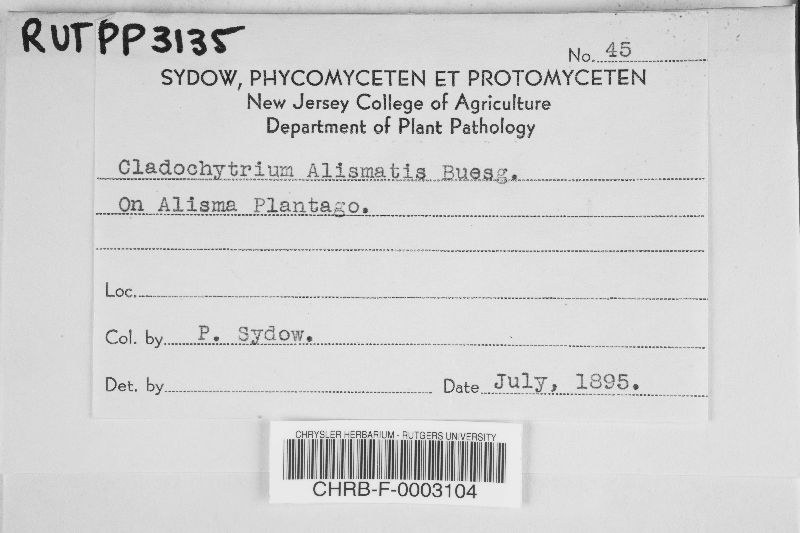 RUTPP3135
No. 45
SYDOW, PHYCOMYCETEN ET PROTOMYCETEN
New Jersey College of Agriculture
Department of Plant Pathology
Cladochytrium Alismatis Buesg.
On Alisma Plantago.
Loc.
Col. by P. Sydow.
Det. by Date July, 1895.
CHRYSLER HERBARIUM - RUTGERS UNIVERSITY
CHRB-F-0003104